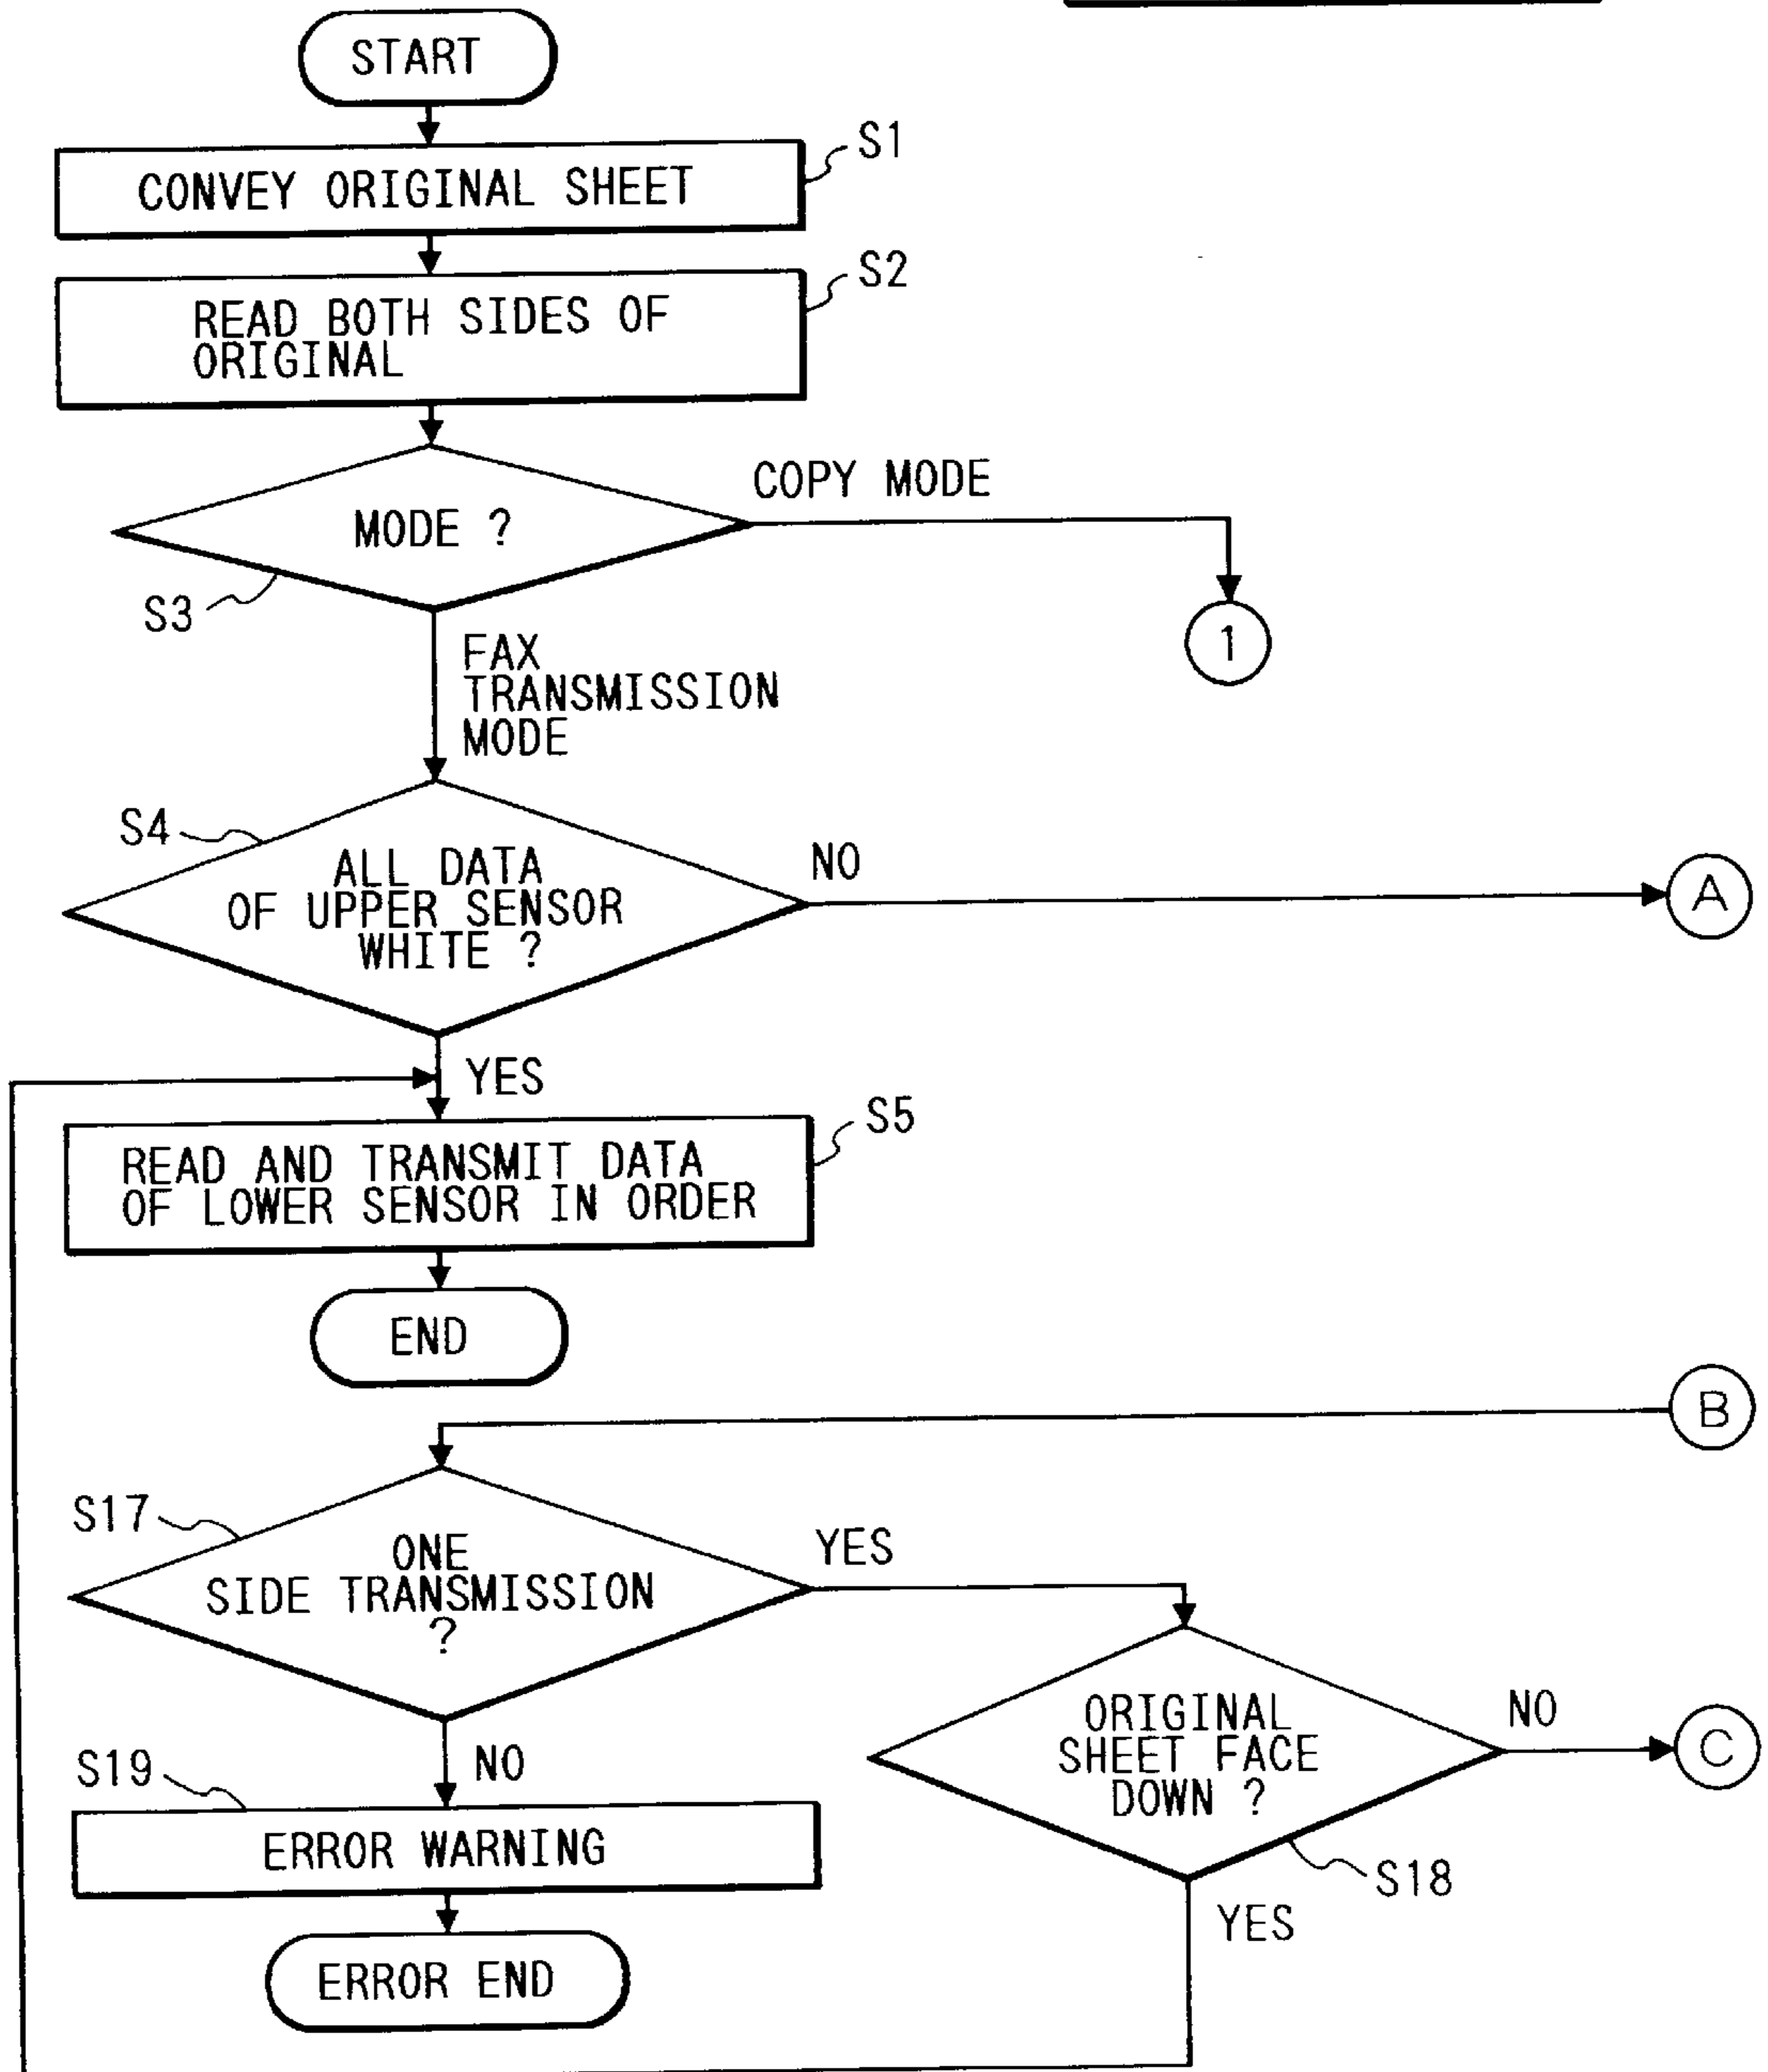 START
S1
CONVEY ORIGINAL SHEET
S2
READ BOTH SIDES OF
ORIGINAL
COPY MODE
MODE ?
S3
1
FAX
TRANSMISSION
MODE
S4
ALL DATA
OF UPPER SENSOR
WHITE ?
NO
A
YES
S5
READ AND TRANSMIT DATA
OF LOWER SENSOR IN ORDER
END
B
S17
ONE
SIDE TRANSMISSION
?
YES
ORIGINAL
SHEET FACE
DOWN ?
NO
C
S18
YES
NO
S19
ERROR WARNING
ERROR END